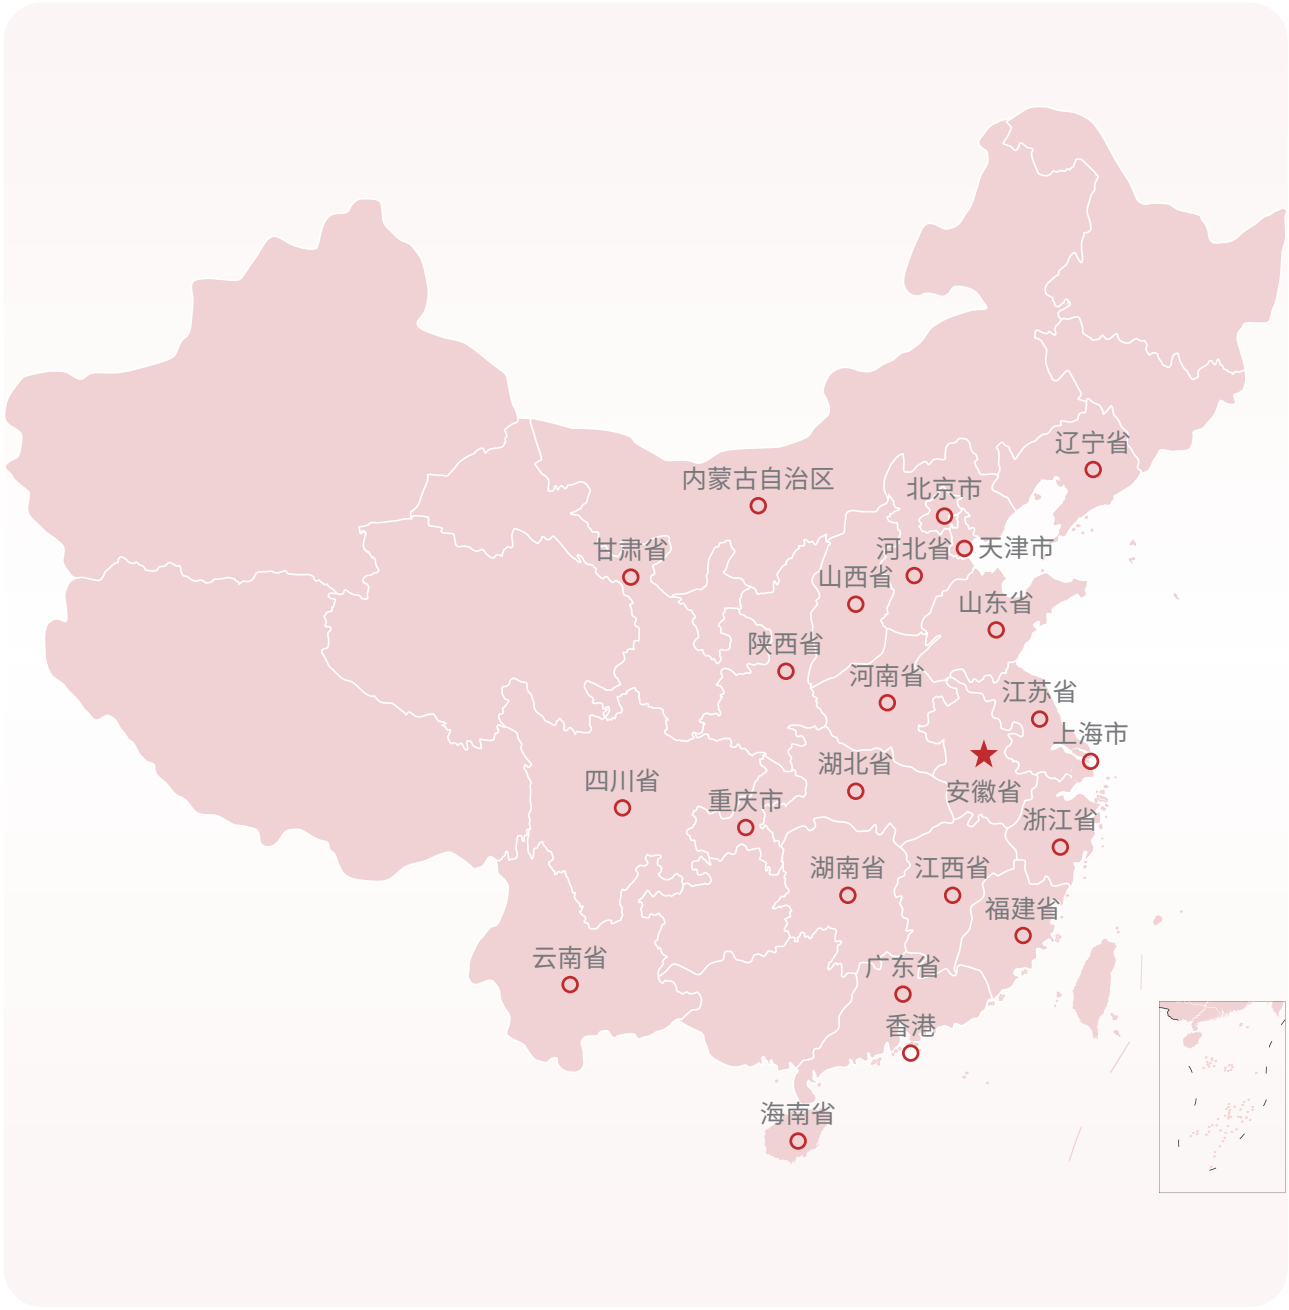 辽宁省
内蒙古自治区
北京市
甘肃省
河北省
天津市
山西省
山东省
陕西省
河南省
江苏省
上海市
湖北省
四川省
安徽省
重庆市
浙江省
湖南省
江西省
福建省
云南省
广东省
香港
海南省